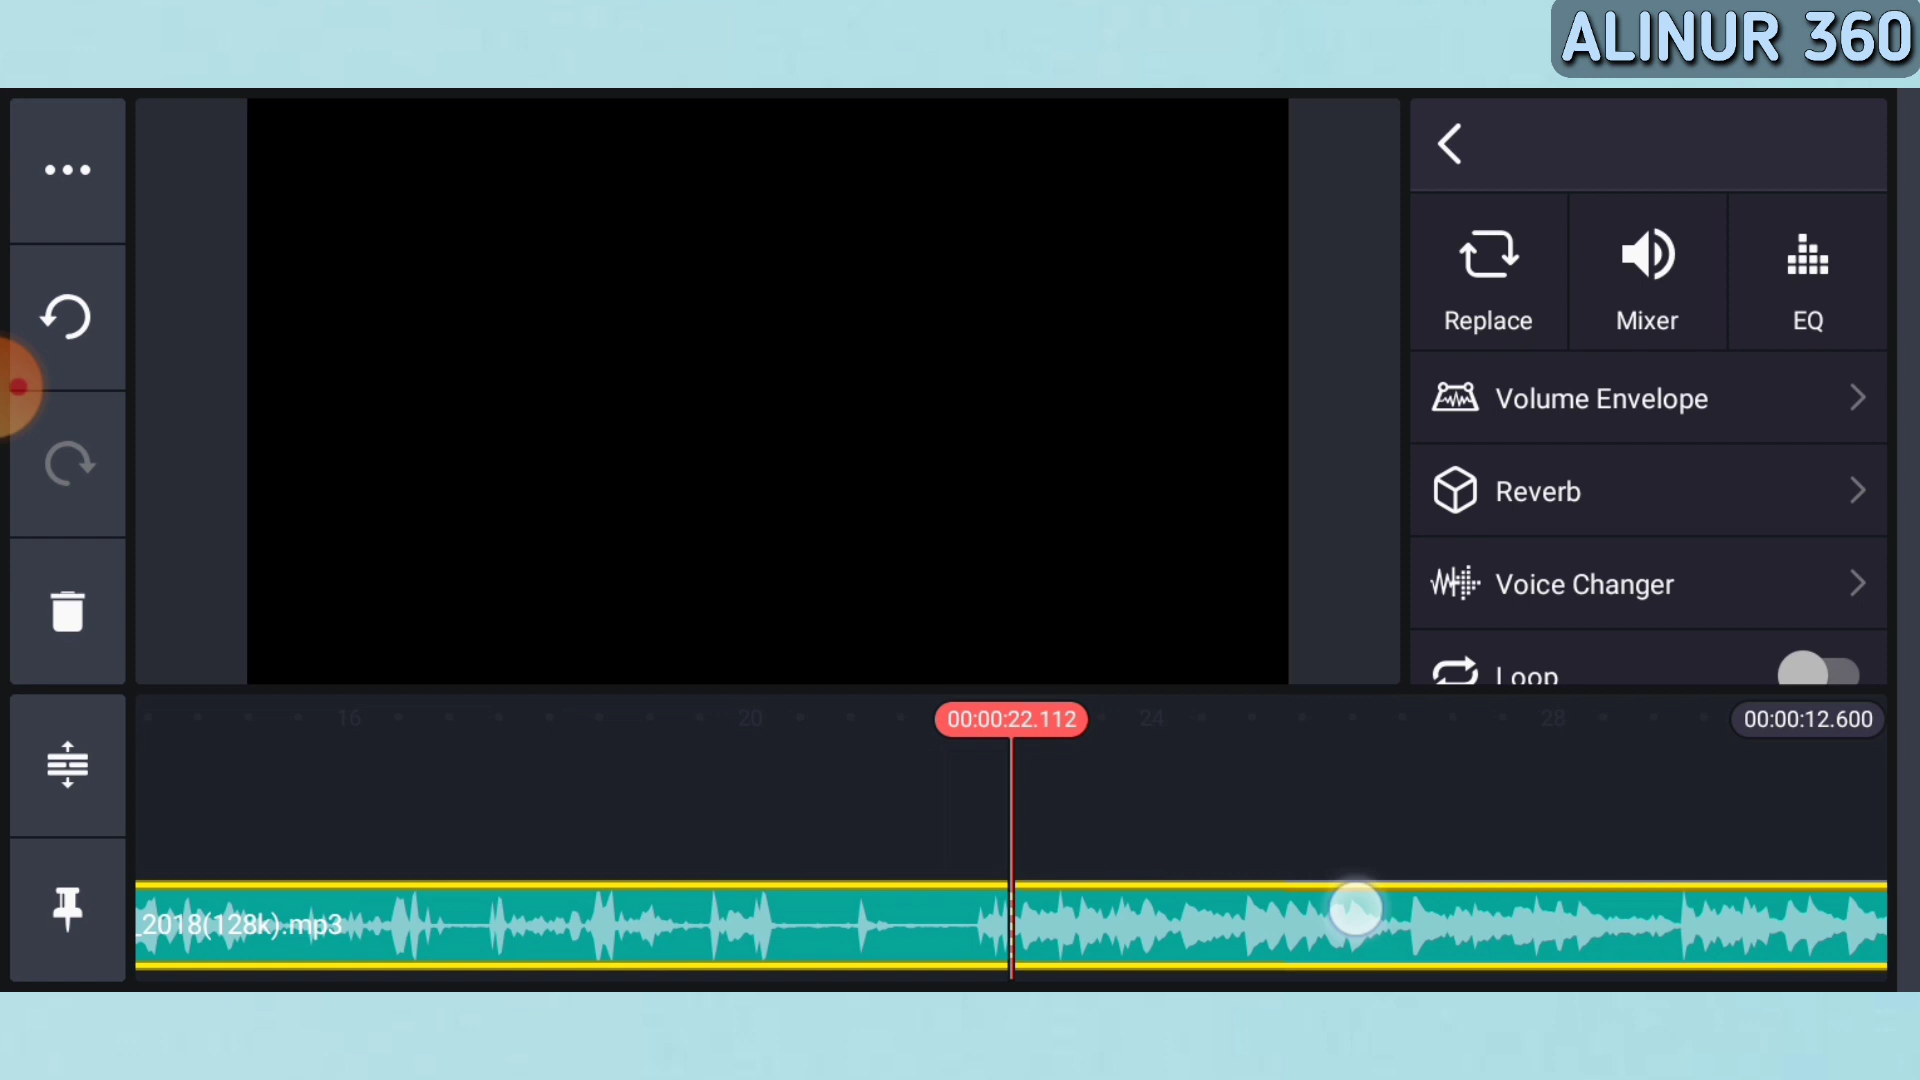 ALINUR 360
Replace
Mixer
EQ
Volume Envelope
Reverb
Voice Changer
Loop
16
20
00:00:22.112
24
28
00:00:12.600
_2018(128k).mp3